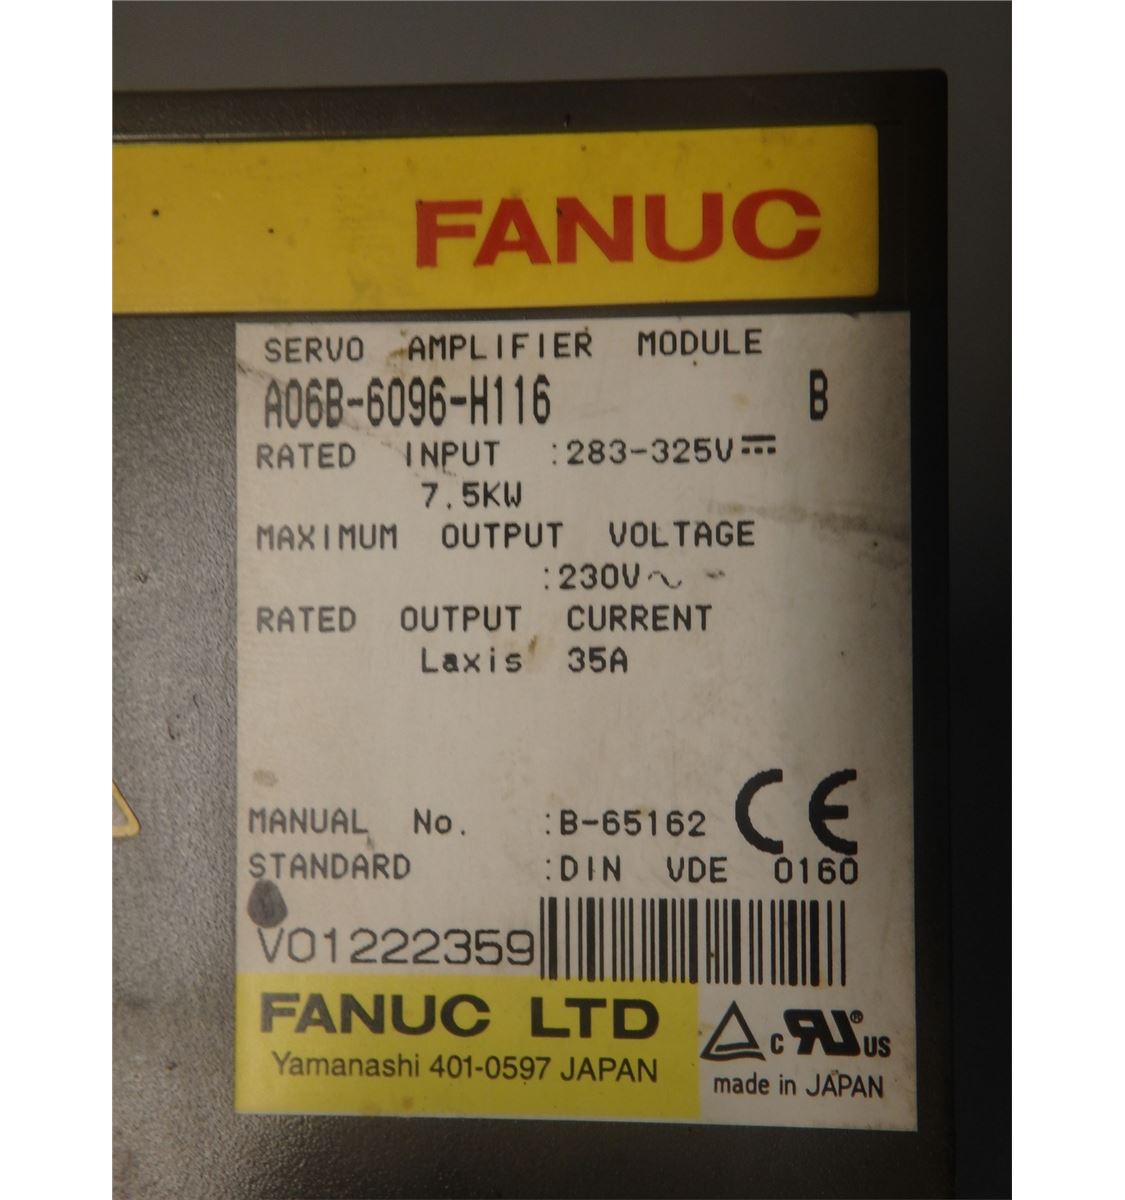 FANUC
SERVO AMPLIFIER MODULE
A06B-6096-H116 B
RATED INPUT :283-325V⎓
7.5KW
MAXIMUM OUTPUT VOLTAGE
:230V~
RATED OUTPUT CURRENT
Laxis 35A
MANUAL No. :B-65162 CE
STANDARD :DIN VDE 0160
V01222359
FANUC LTD
Yamanashi 401-0597 JAPAN
c RU® US
made in JAPAN